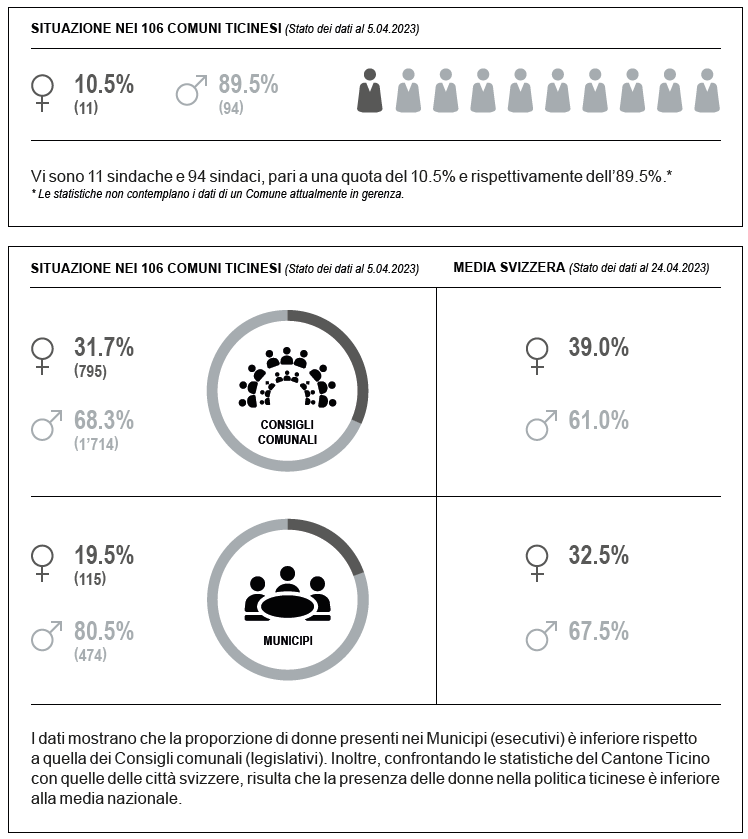 SITUAZIONE NEI 106 COMUNI TICINESI (Stato dei dati al 5.04.2023)
10.5%
(11)
89.5%
(94)
Vi sono 11 sindache e 94 sindaci, pari a una quota del 10.5% e rispettivamente dell'89.5%.*
* Le statistiche non contemplano i dati di un Comune attualmente in gerenza.
SITUAZIONE NEI 106 COMUNI TICINESI (Stato dei dati al 5.04.2023)
MEDIA SVIZZERA (Stato dei dati al 24.04.2023)
31.7%
(795)
68.3%
(1'714)
CONSIGLI
COMUNALI
39.0%
61.0%
19.5%
(115)
80.5%
(474)
MUNICIPI
32.5%
67.5%
I dati mostrano che la proporzione di donne presenti nei Municipi (esecutivi) è inferiore rispetto
a quella dei Consigli comunali (legislativi). Inoltre, confrontando le statistiche del Cantone Ticino
con quelle delle città svizzere, risulta che la presenza delle donne nella politica ticinese è inferiore
alla media nazionale.